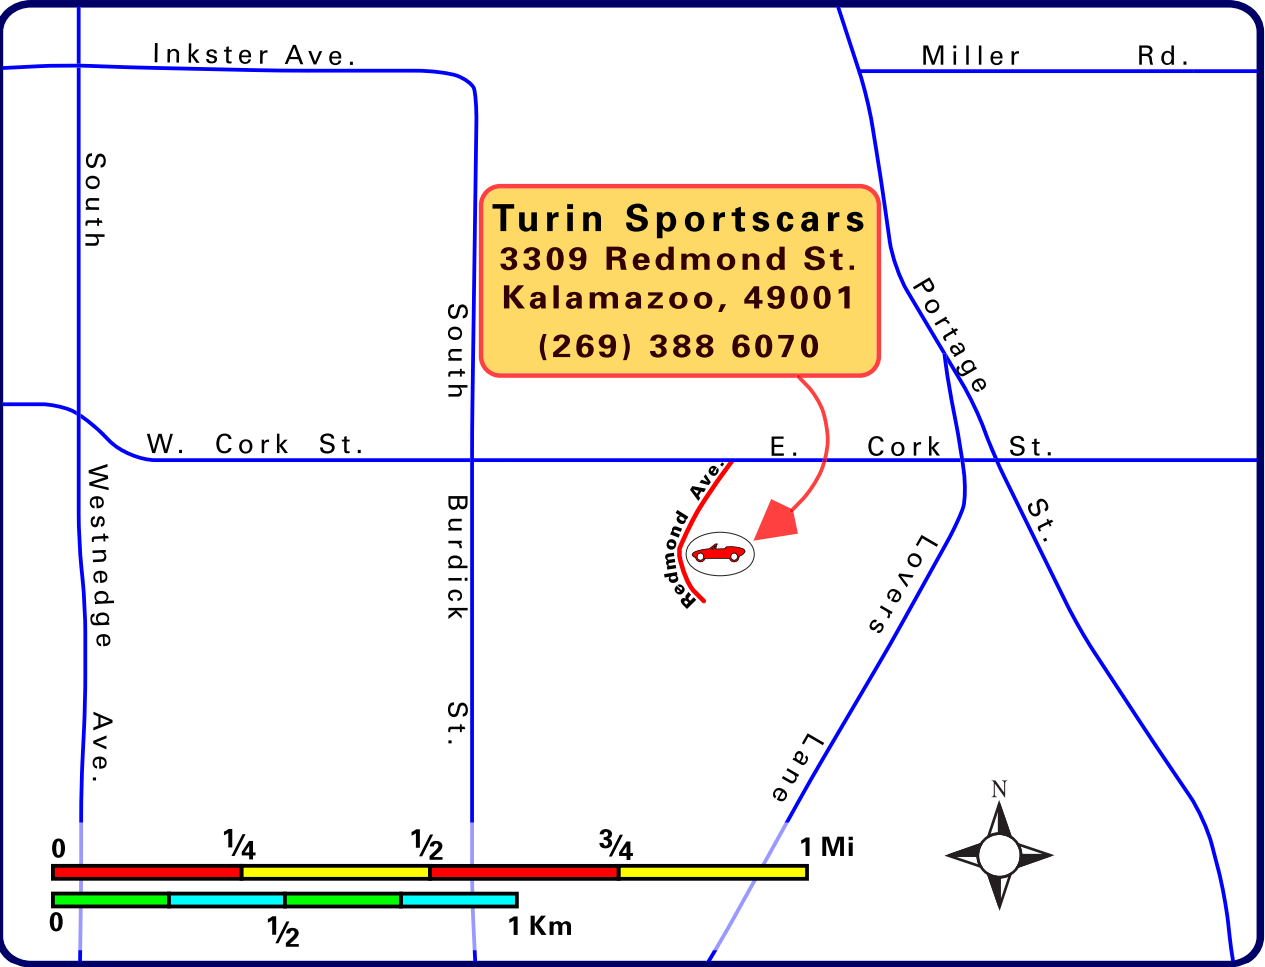 Inkster Ave.
Miller Rd.
South Westnedge Ave.
South Burdick St.
Turin Sportscars
3309 Redmond St.
Kalamazoo, 49001
(269) 388 6070
Portage St.
W. Cork St.
E. Cork St.
Redmond Ave.
Lovers Lane
N
0 1/4 1/2 3/4 1 Mi
0 1/2 1 Km